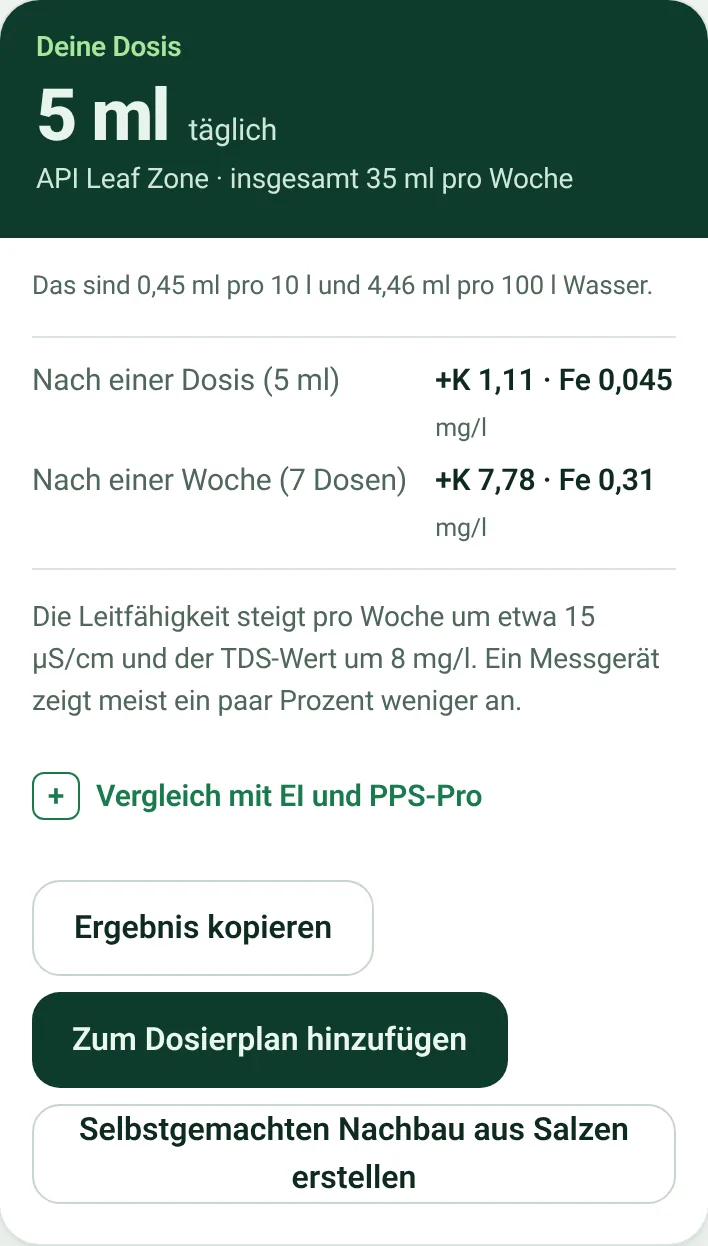 Deine Dosis
5 ml täglich
API Leaf Zone · insgesamt 35 ml pro Woche
Das sind 0,45 ml pro 10 l und 4,46 ml pro 100 l Wasser.
Nach einer Dosis (5 ml) +K 1,11 · Fe 0,045
mg/l
Nach einer Woche (7 Dosen) +K 7,78 · Fe 0,31
mg/l
Die Leitfähigkeit steigt pro Woche um etwa 15
µS/cm und der TDS-Wert um 8 mg/l. Ein Messgerät
zeigt meist ein paar Prozent weniger an.
+ Vergleich mit EI und PPS-Pro
Ergebnis kopieren
Zum Dosierplan hinzufügen
Selbstgemachten Nachbau aus Salzen
erstellen